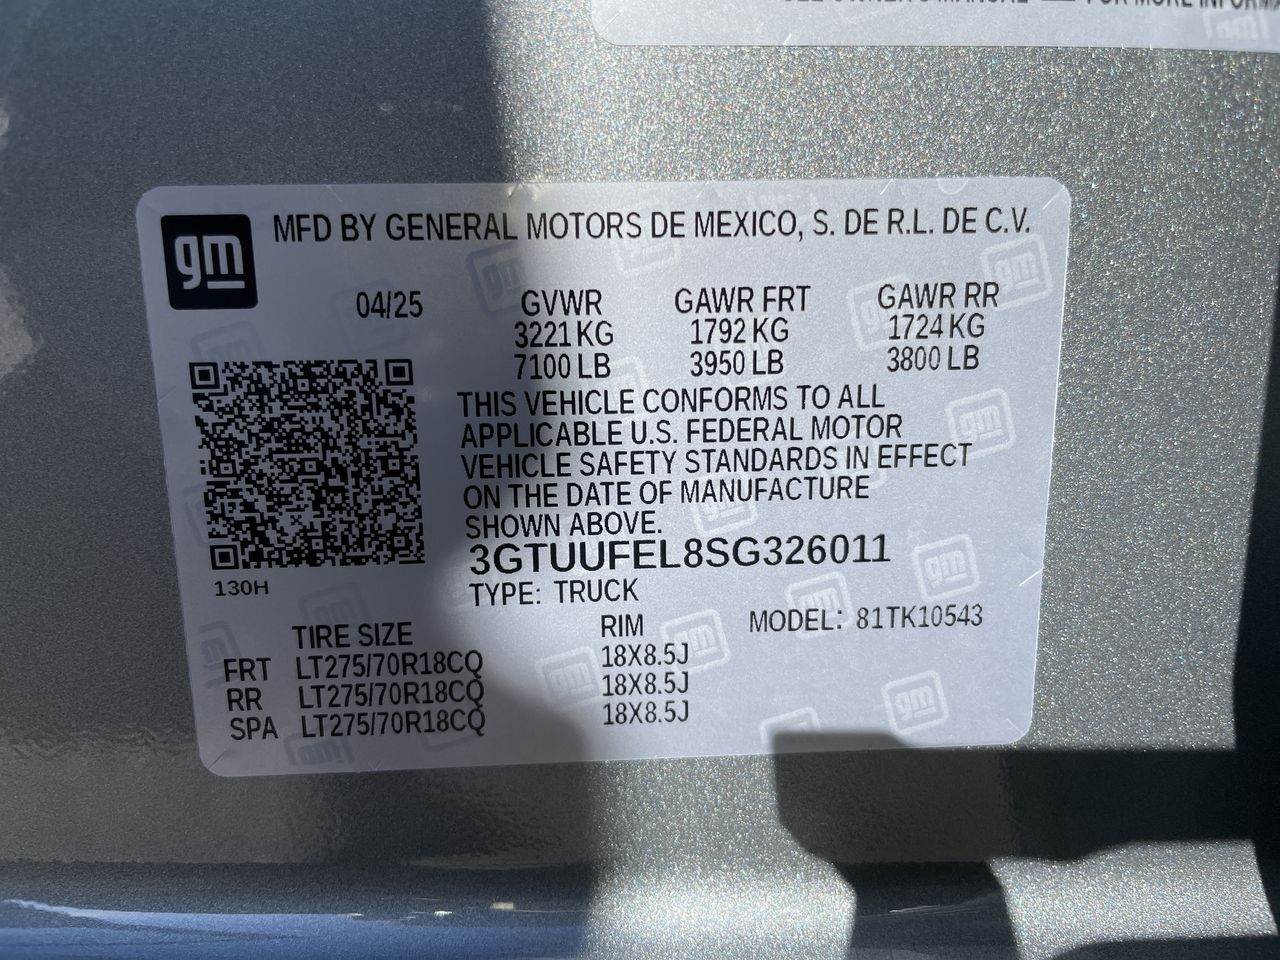 FOR MORE INFORMA
gm
MFD BY GENERAL MOTORS DE MEXICO, S. DE R.L. DE C.V.
04/25 GVWR GAWR FRT GAWR RR
3221 KG 1792 KG 1724 KG
7100 LB 3950 LB 3800 LB
THIS VEHICLE CONFORMS TO ALL
APPLICABLE U.S. FEDERAL MOTOR
VEHICLE SAFETY STANDARDS IN EFFECT
ON THE DATE OF MANUFACTURE
SHOWN ABOVE.
3GTUUFEL8SG326011
130H
TYPE: TRUCK
TIRE SIZE RIM MODEL: 81TK10543
FRT LT275/70R18CQ 18X8.5J
RR LT275/70R18CQ 18X8.5J
SPA LT275/70R18CQ 18X8.5J